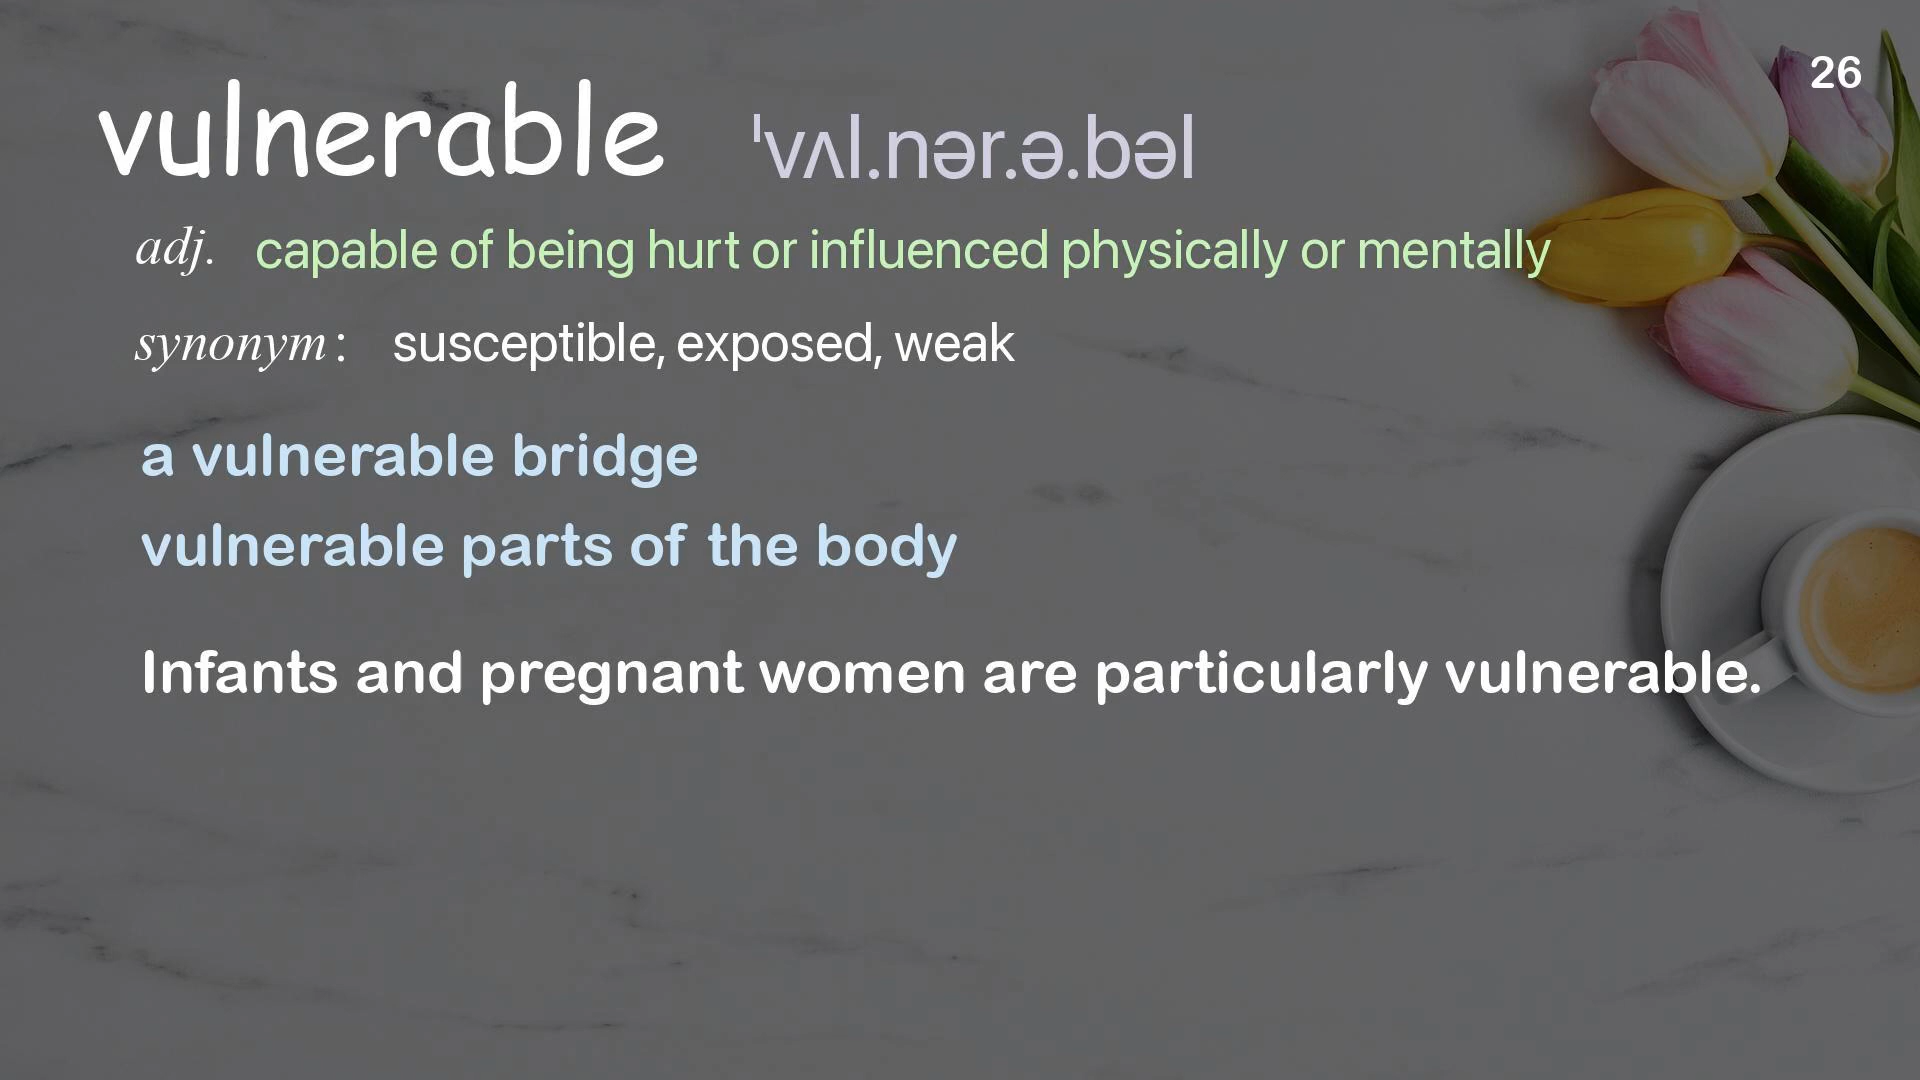 26
vulnerable ˈvʌl.nər.ə.bəl
adj. capable of being hurt or influenced physically or mentally
synonym : susceptible, exposed, weak
a vulnerable bridge
vulnerable parts of the body
Infants and pregnant women are particularly vulnerable.